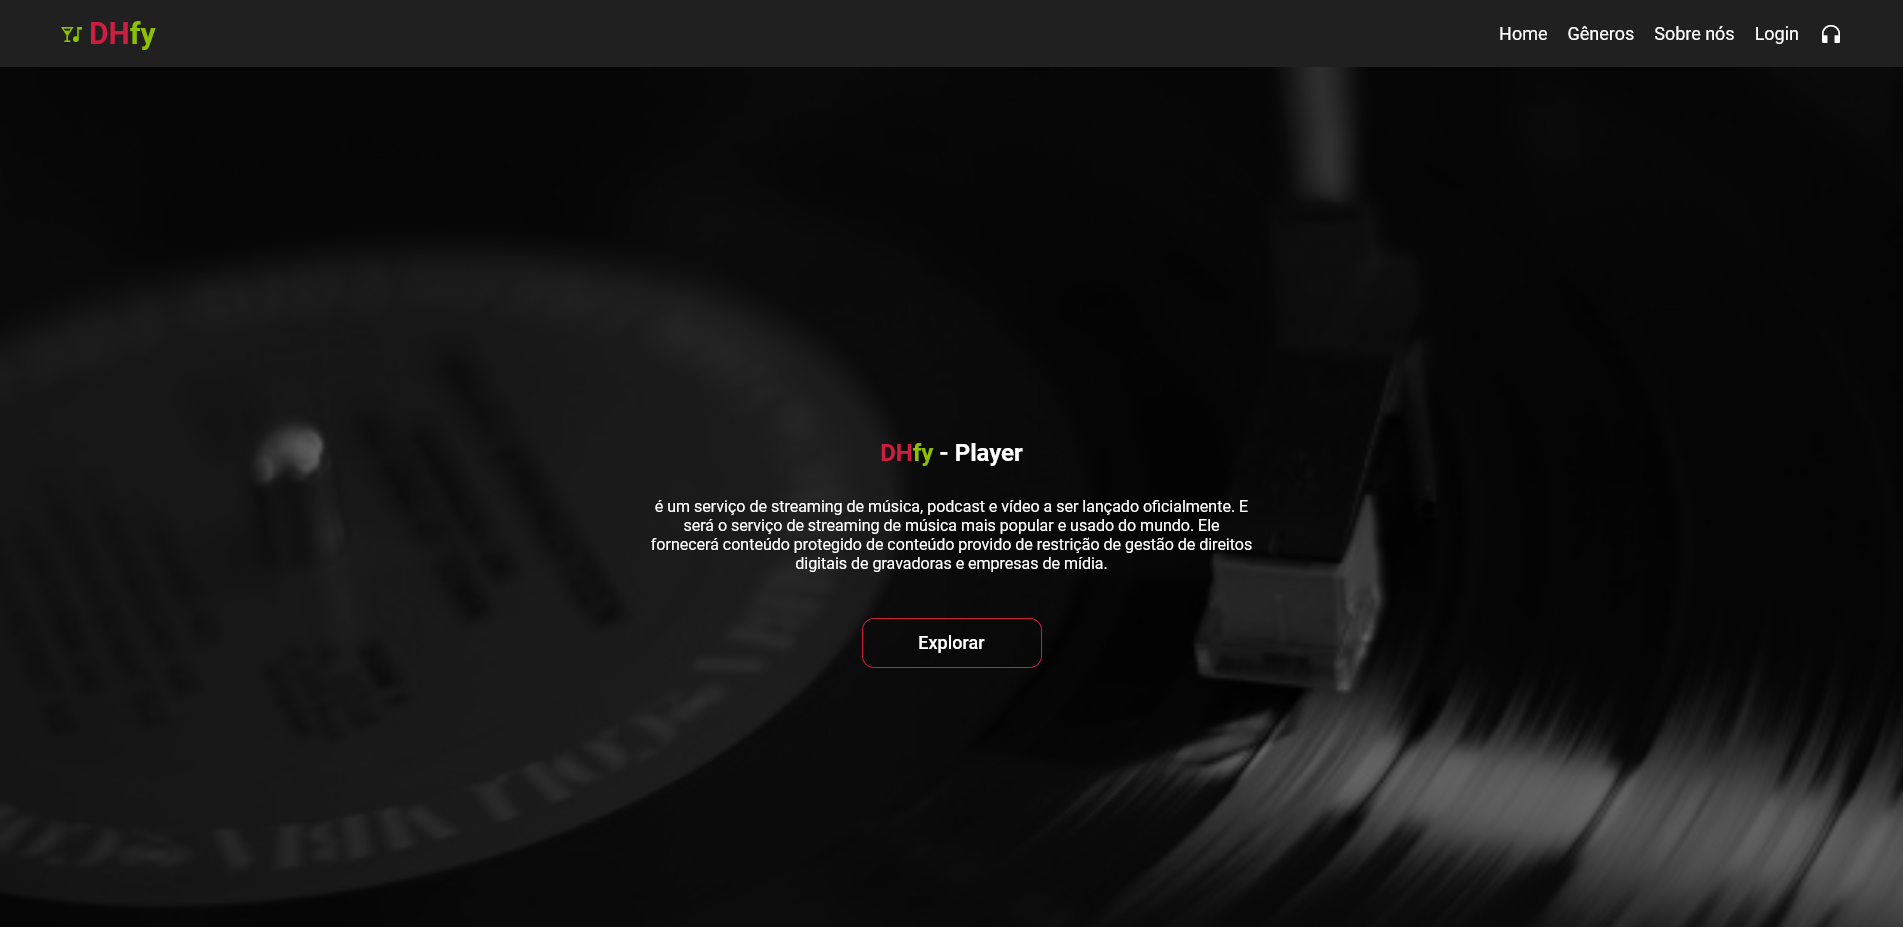 DHfy
Home Gêneros Sobre nós Login
DHfy - Player
é um serviço de streaming de música, podcast e vídeo a ser lançado oficialmente. E
será o serviço de streaming de música mais popular e usado do mundo. Ele
fornecerá conteúdo protegido de conteúdo provido de restrição de gestão de direitos
digitais de gravadoras e empresas de mídia.
Explorar